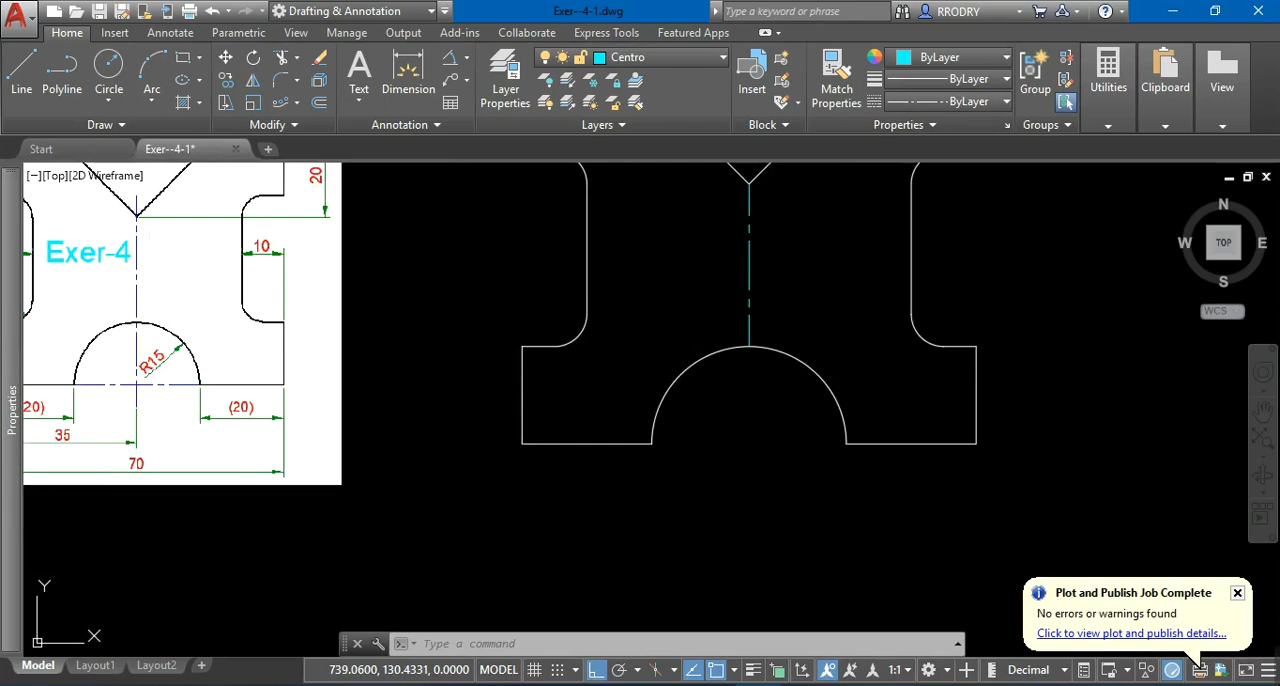 Drafting & Annotation
Exer--4-1.dwg
Type a keyword or phrase
RRODRY
Home
Insert
Annotate
Parametric
View
Manage
Output
Add-ins
Collaborate
Express Tools
Featured Apps
Line
Polyline
Circle
Arc
Draw
Modify
Text
Dimension
Annotation
Layer
Properties
Centro
Layers
Insert
Block
Match
Properties
ByLayer
ByLayer
ByLayer
Properties
Group
Groups
Utilities
Clipboard
View
Start
Exer--4-1*
[−][Top][2D Wireframe]
20
Exer-4
10
R15
20)
(20)
35
70
Properties
N
W
TOP
E
S
WCS
Y
X
Type a command
Plot and Publish Job Complete
No errors or warnings found
Click to view plot and publish details...
Model
Layout1
Layout2
739.0600, 130.4331, 0.0000
MODEL
1:1
Decimal